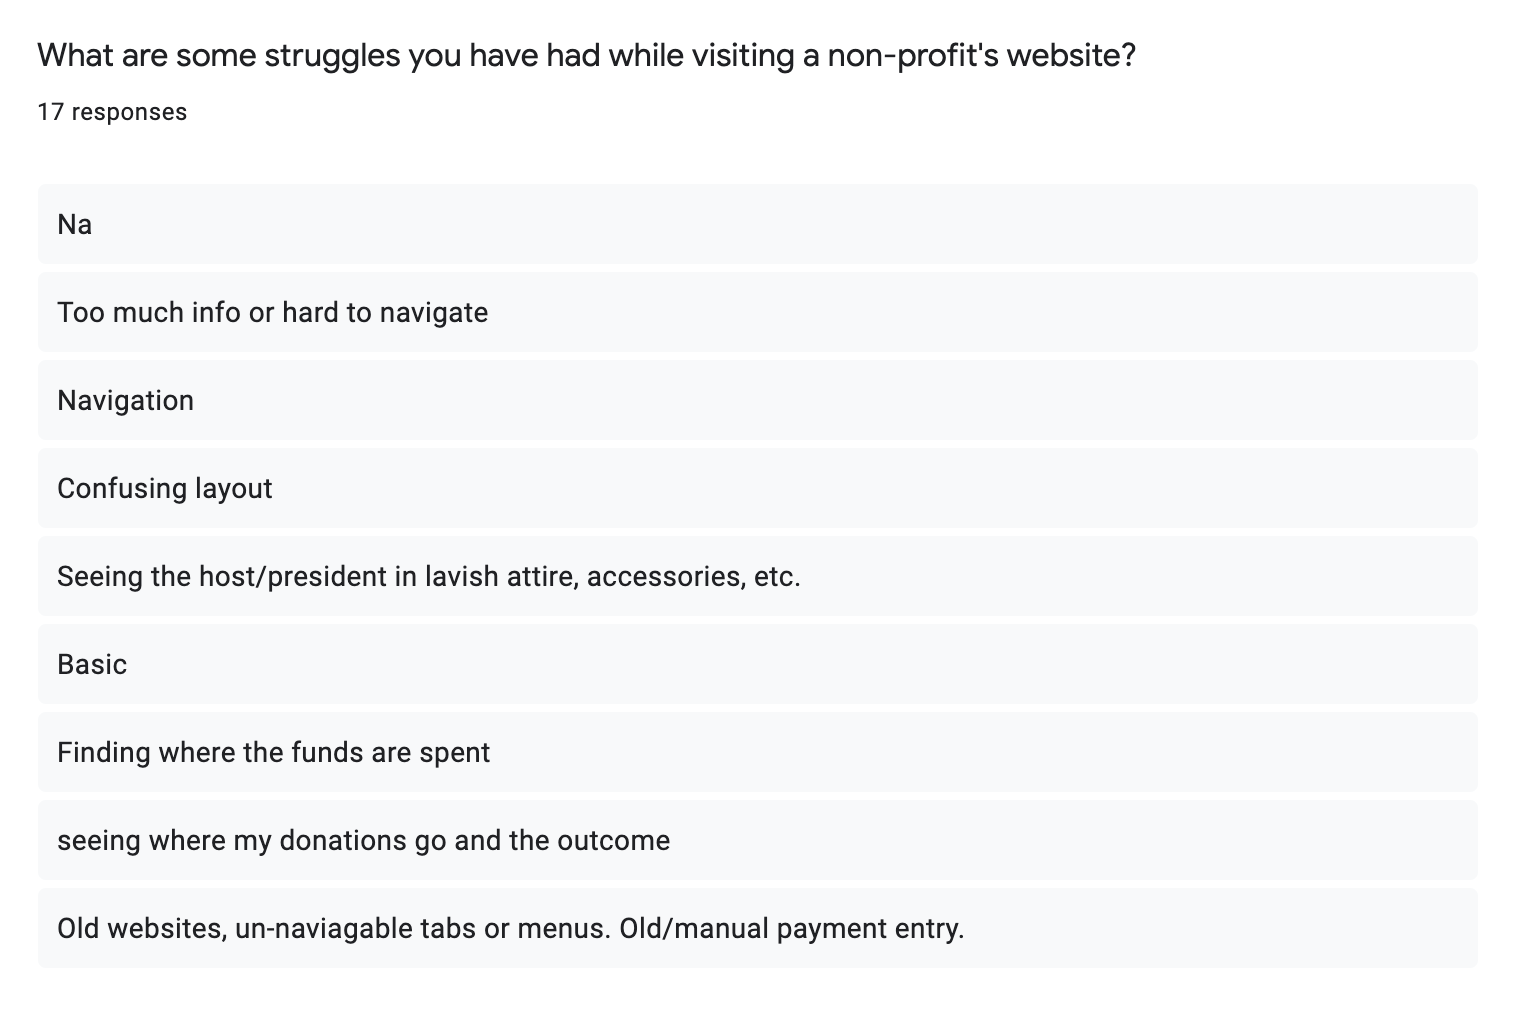 What are some struggles you have had while visiting a non-profit's website?
17 responses
Na
Too much info or hard to navigate
Navigation
Confusing layout
Seeing the host/president in lavish attire, accessories, etc.
Basic
Finding where the funds are spent
seeing where my donations go and the outcome
Old websites, un-naviagable tabs or menus. Old/manual payment entry.